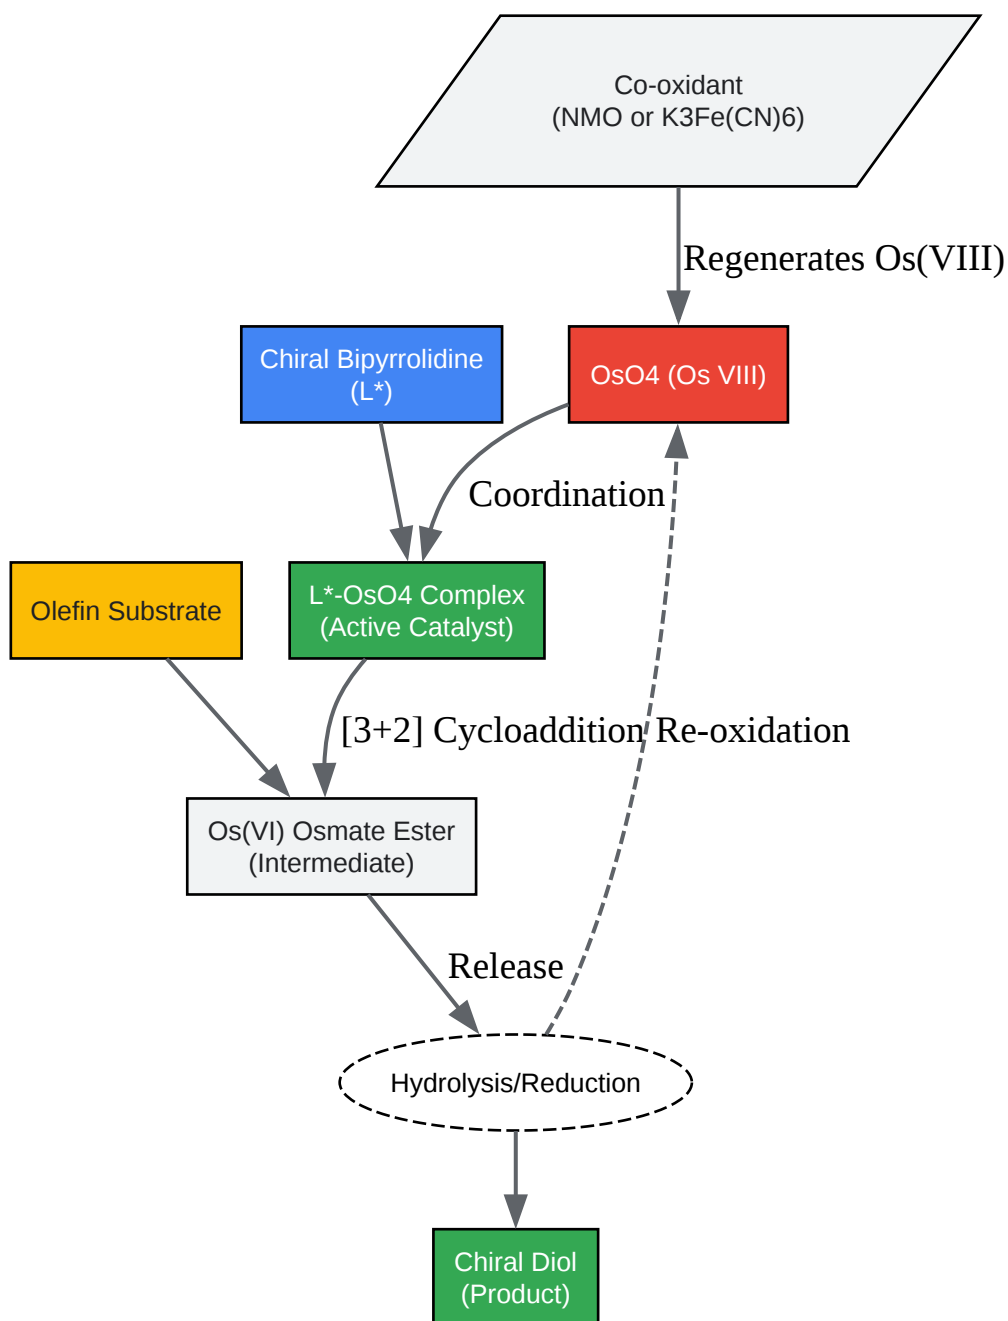 Co-oxidant
(NMO or K3Fe(CN)6)
Regenerates Os(VIII)
Chiral Bipyrrolidine
(L*)
OsO4 (Os VIII)
Coordination
Olefin Substrate
L*-OsO4 Complex
(Active Catalyst)
[3+2] Cycloaddition
Re-oxidation
Os(VI) Osmate Ester
(Intermediate)
Release
Hydrolysis/Reduction
Chiral Diol
(Product)